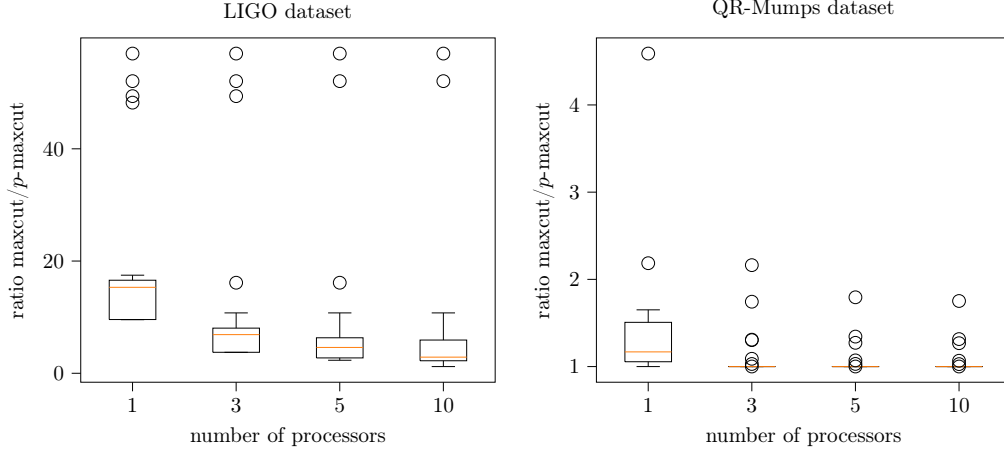 LIGO dataset
ratio maxcut/p-maxcut
40
20
0
1 3 5 10
number of processors
QR-Mumps dataset
ratio maxcut/p-maxcut
4
3
2
1
1 3 5 10
number of processors